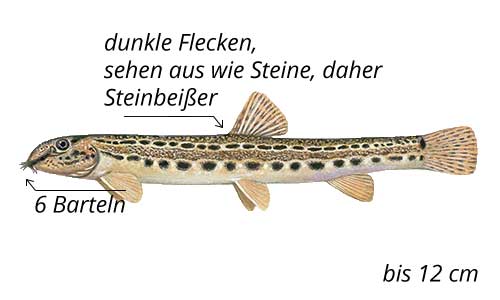 dunkle Flecken,
sehen aus wie Steine, daher
Steinbeißer
6 Barteln
bis 12 cm